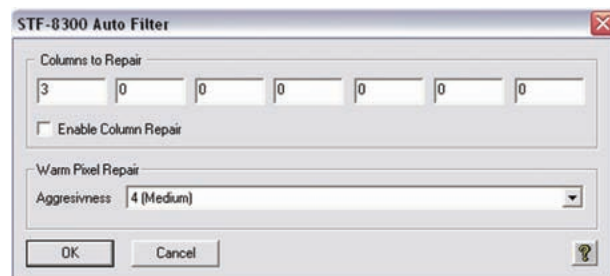 STF-8300 Auto Filter
Columns to Repair
3 0 0 0 0 0 0
Enable Column Repair
Warm Pixel Repair
Aggresivness 4 (Medium)
OK Cancel ?